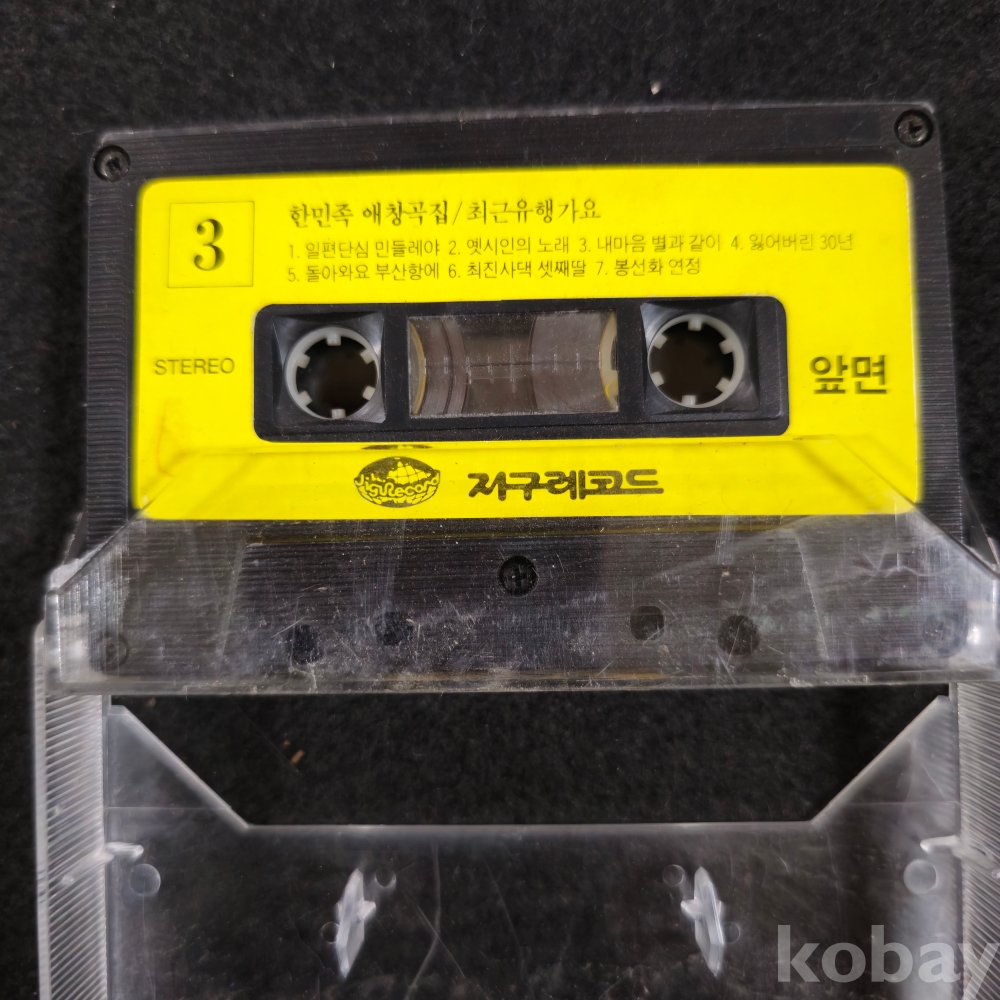 3
한민족 애창곡집/최근유행가요
1. 일편단심 민들레야 2. 옛시인의 노래 3. 내마음 별과 같이 4. 잃어버린 30년
5. 돌아와요 부산항에 6. 최진사댁 셋째딸 7. 봉선화 연정
STEREO
앞면
JiguRecord
지구레코드
kobay